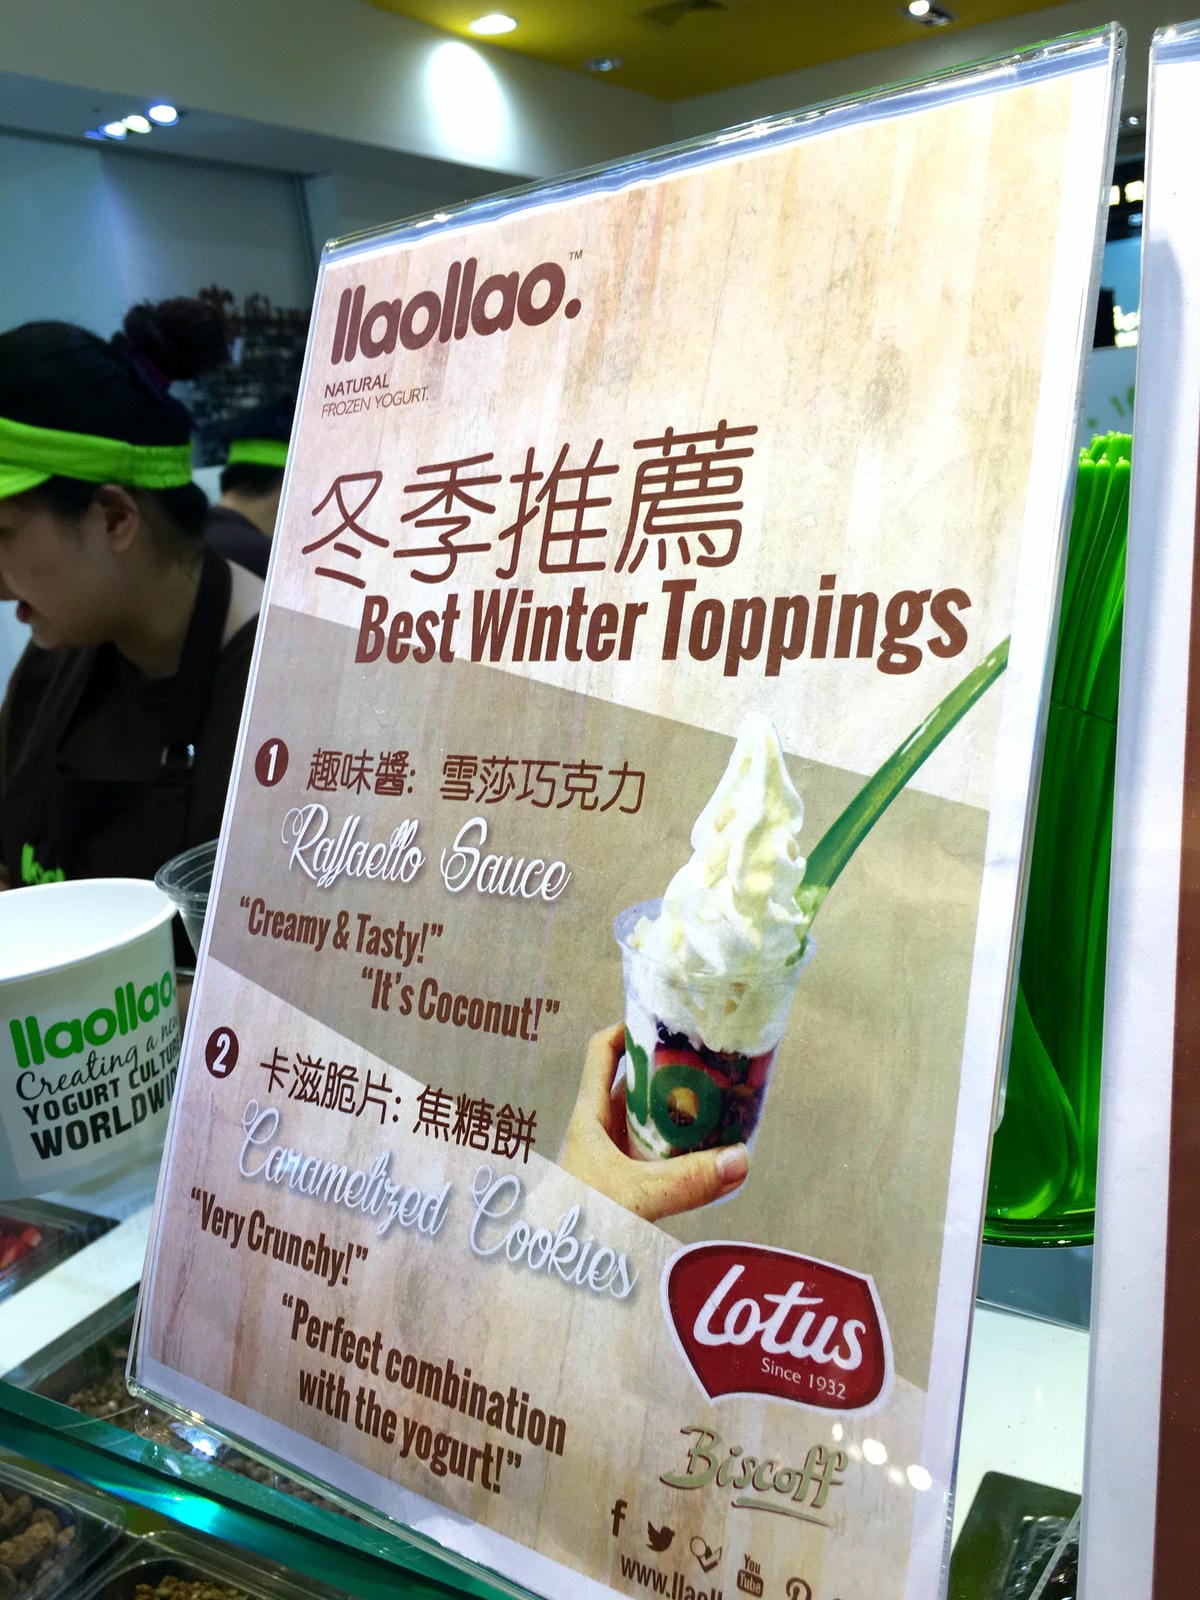 llaollao.™
NATURAL
FROZEN YOGURT.
冬季推薦
Best Winter Toppings
1 趣味醬: 雪莎巧克力
Raffaello Sauce
"Creamy & Tasty!"
"It's Coconut!"
2 卡滋脆片: 焦糖餅
Caramelized Cookies
"Very Crunchy!"
"Perfect combination
with the yogurt!"
Lotus
Since 1932
Biscoff
You
Tube
llaollao.
Creating a new
YOGURT CULTURE